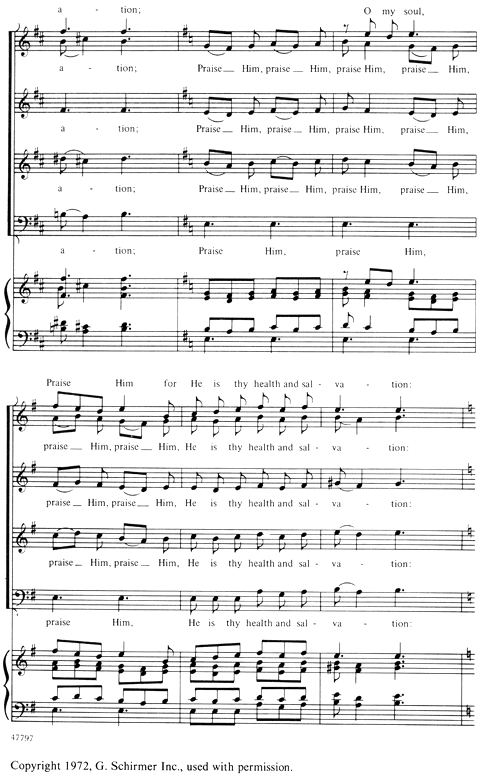 a - tion; O my soul,
ation; Praise Him, praise Him, praise Him, praise Him,
a - tion; Praise Him, praise Him, praise Him, praise Him,
a - tion; Praise Him, praise Him, praise Him, praise Him,
a - tion; Praise Him, praise Him,
Praise Him for He is thy health and sal - va - tion:
praise Him, praise Him, He is thy health and sal - va - tion:
praise Him, praise Him, He is thy health and sal - va - tion:
praise Him, praise Him, He is thy health and sal - va - tion:
praise Him, He is thy health and sal - va - tion:
47797
Copyright 1972, G. Schirmer Inc., used with permission.